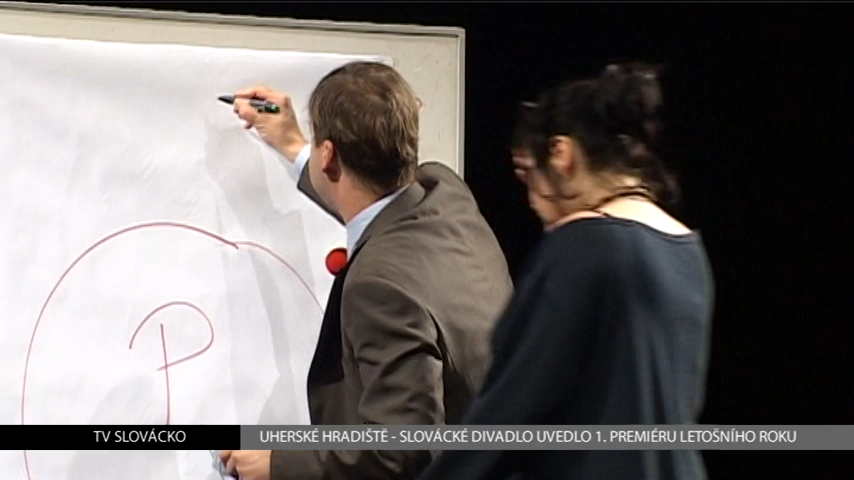 P
TV SLOVÁCKO UHERSKÉ HRADIŠTĚ - SLOVÁCKÉ DIVADLO UVEDLO 1. PREMIÉRU LETOŠNÍHO ROKU